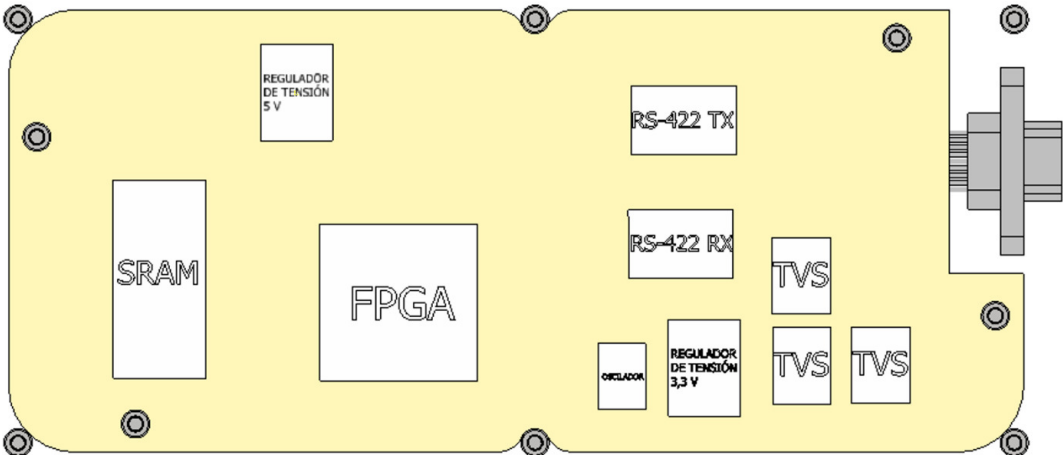 REGULADOR
DE TENSIÓN
5 V
RS-422 TX
SRAM
FPGA
RS-422 RX
TVS
OSCILADOR
REGULADOR
DE TENSIÓN
3,3 V
TVS
TVS